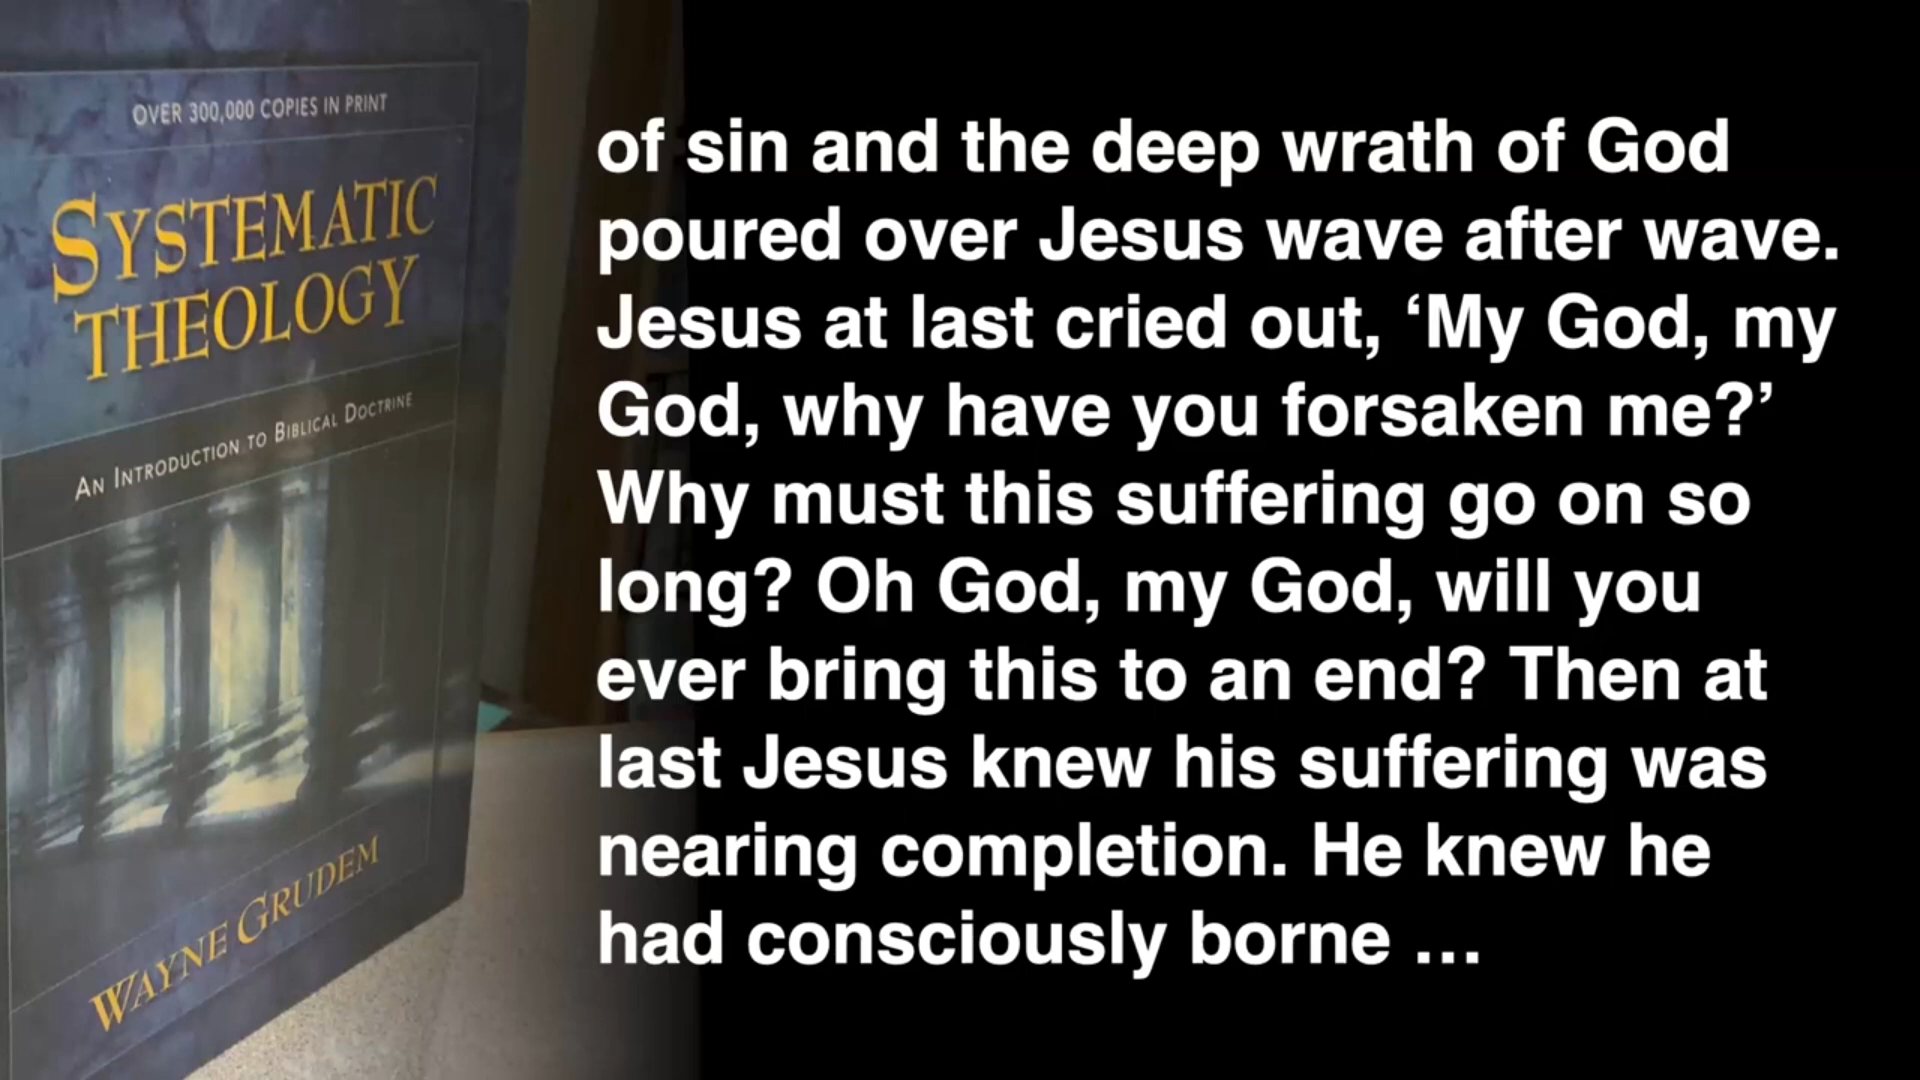 OVER 300,000 COPIES IN PRINT
SYSTEMATIC
THEOLOGY
AN INTRODUCTION TO BIBLICAL DOCTRINE
WAYNE GRUDEM
of sin and the deep wrath of God
poured over Jesus wave after wave.
Jesus at last cried out, ‘My God, my
God, why have you forsaken me?’
Why must this suffering go on so
long? Oh God, my God, will you
ever bring this to an end? Then at
last Jesus knew his suffering was
nearing completion. He knew he
had consciously borne …